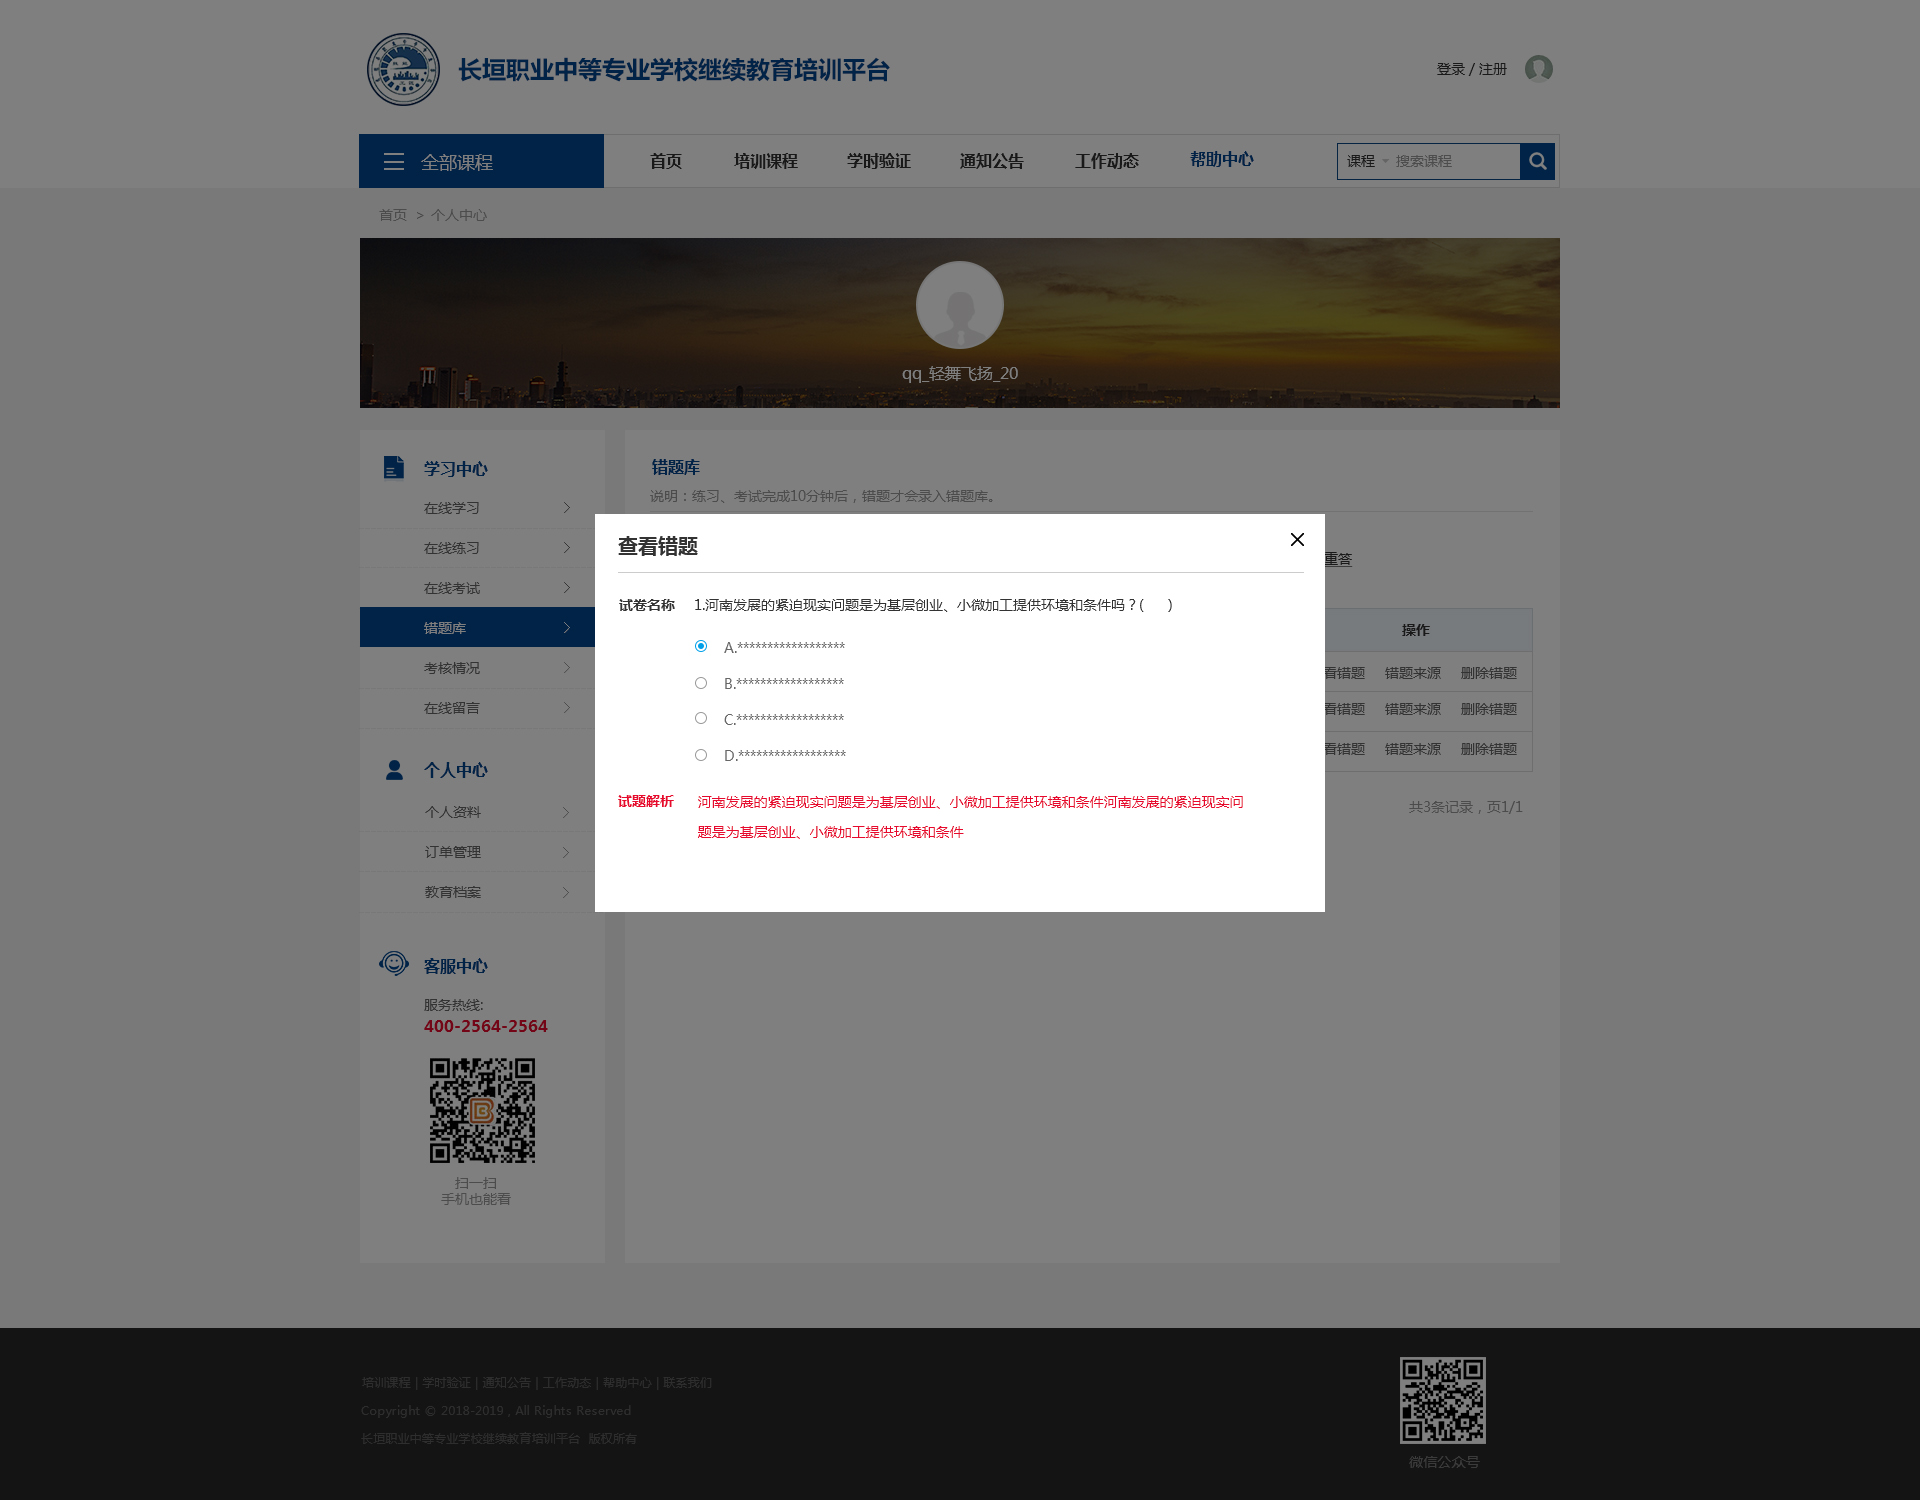 长垣职业中等专业学校继续教育培训平台
登录 / 注册
全部课程
首页 培训课程 学时验证 通知公告 工作动态 帮助中心
课程 搜索课程
首页 > 个人中心
qq_轻舞飞扬_20
学习中心
在线学习
在线练习
在线考试
错题库
考核情况
在线留言
个人中心
个人资料
订单管理
教育档案
客服中心
服务热线:
400-2564-2564
扫一扫
手机也能看
错题库
说明：练习、考试完成10分钟后，错题才会录入错题库。
重答
操作
看错题 错题来源 删除错题
看错题 错题来源 删除错题
看错题 错题来源 删除错题
共3条记录，页1/1
查看错题
试卷名称 1.河南发展的紧迫现实问题是为基层创业、小微加工提供环境和条件吗？( )
A.******************
B.******************
C.******************
D.******************
试题解析 河南发展的紧迫现实问题是为基层创业、小微加工提供环境和条件河南发展的紧迫现实问
题是为基层创业、小微加工提供环境和条件
培训课程 | 学时验证 | 通知公告 | 工作动态 | 帮助中心 | 联系我们
Copyright © 2018-2019 , All Rights Reserved
长垣职业中等专业学校继续教育培训平台 版权所有
微信公众号